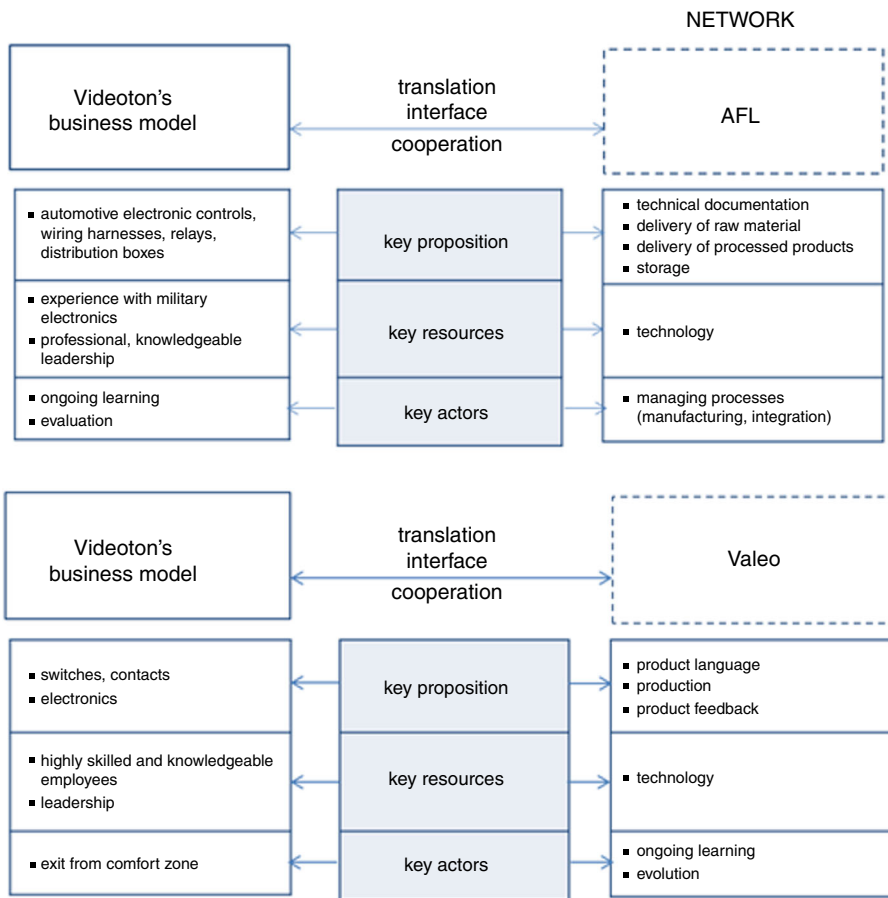 NETWORK
Videoton's
business model
translation
interface
cooperation
AFL
▪ automotive electronic controls,
wiring harnesses, relays,
distribution boxes
key proposition
▪ technical documentation
▪ delivery of raw material
▪ delivery of processed products
▪ storage
▪ experience with military
electronics
▪ professional, knowledgeable
leadership
key resources
▪ technology
▪ ongoing learning
▪ evaluation
key actors
▪ managing processes
(manufacturing, integration)
Videoton's
business model
translation
interface
cooperation
Valeo
▪ switches, contacts
▪ electronics
key proposition
▪ product language
▪ production
▪ product feedback
▪ highly skilled and knowledgeable
employees
▪ leadership
key resources
▪ technology
▪ exit from comfort zone
key actors
▪ ongoing learning
▪ evolution